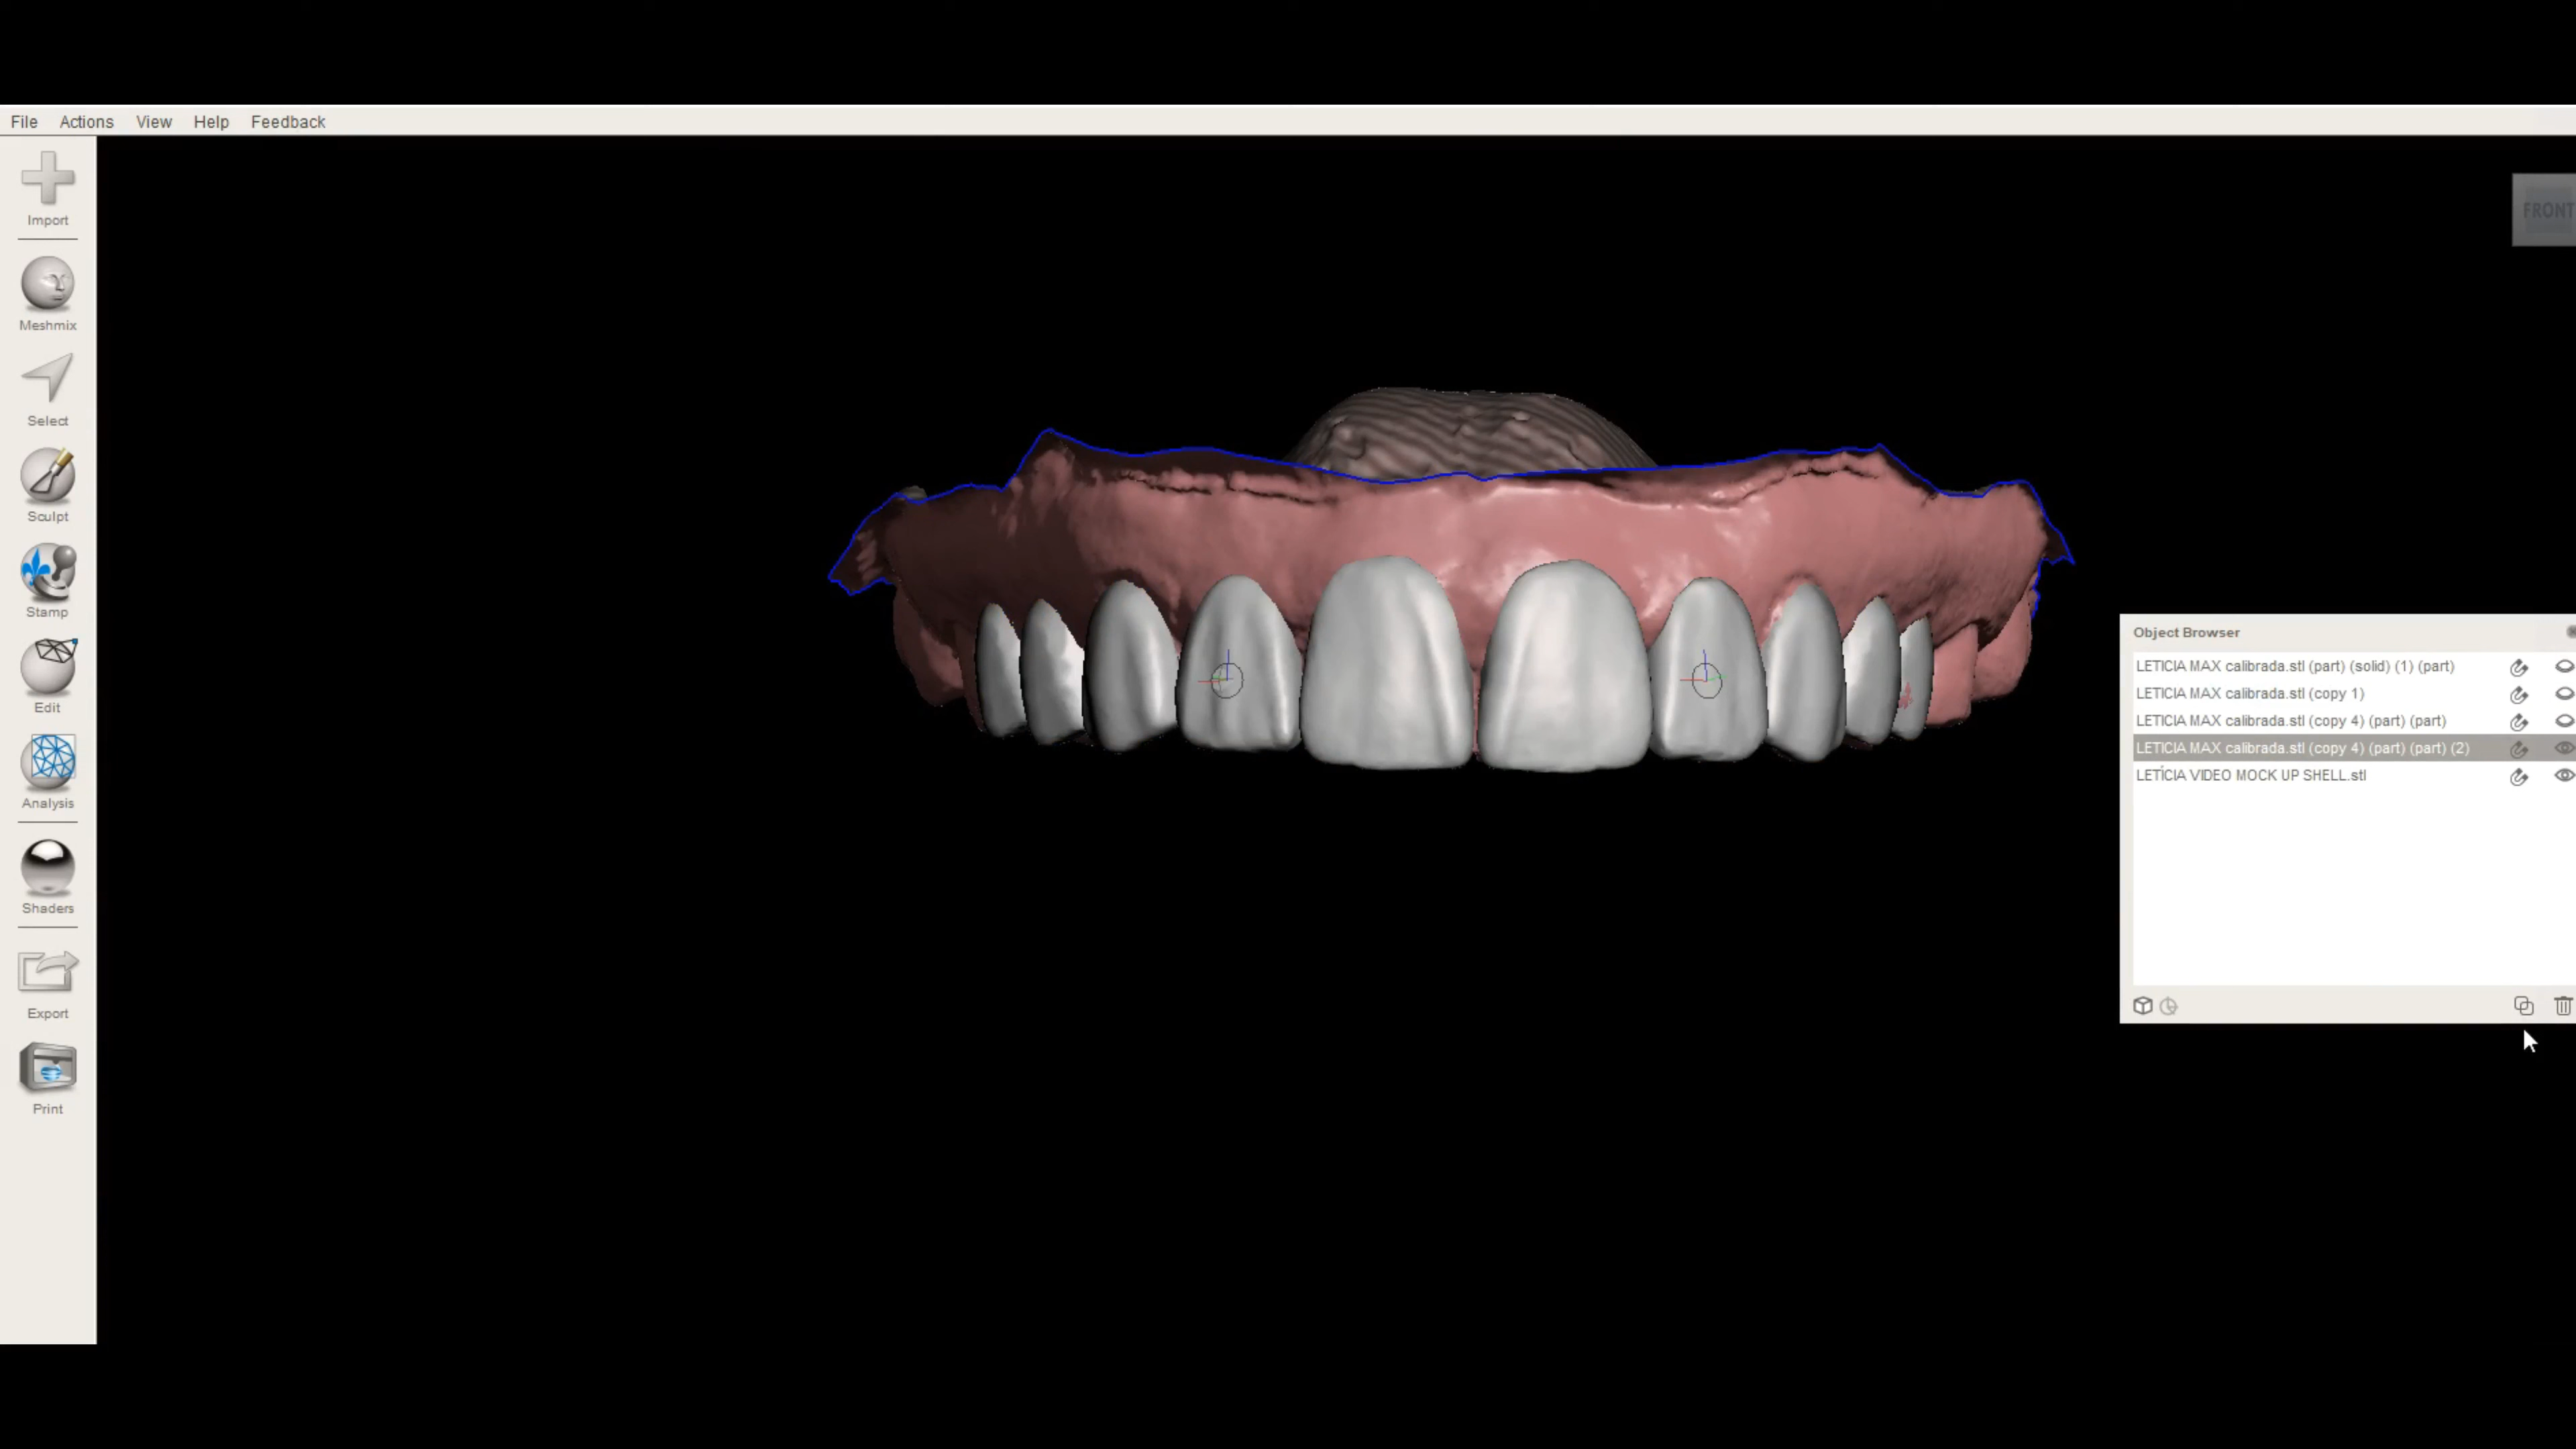 File Actions View Help Feedback
Import
Meshmix
Select
Sculpt
Stamp
Edit
Analysis
Shaders
Export
Print
FRONT
Object Browser
LETICIA MAX calibrada.stl (part) (solid) (1) (part)
LETICIA MAX calibrada.stl (copy 1)
LETICIA MAX calibrada.stl (copy 4) (part) (part)
LETICIA MAX calibrada.stl (copy 4) (part) (part) (2)
LETÍCIA VIDEO MOCK UP SHELL.stl